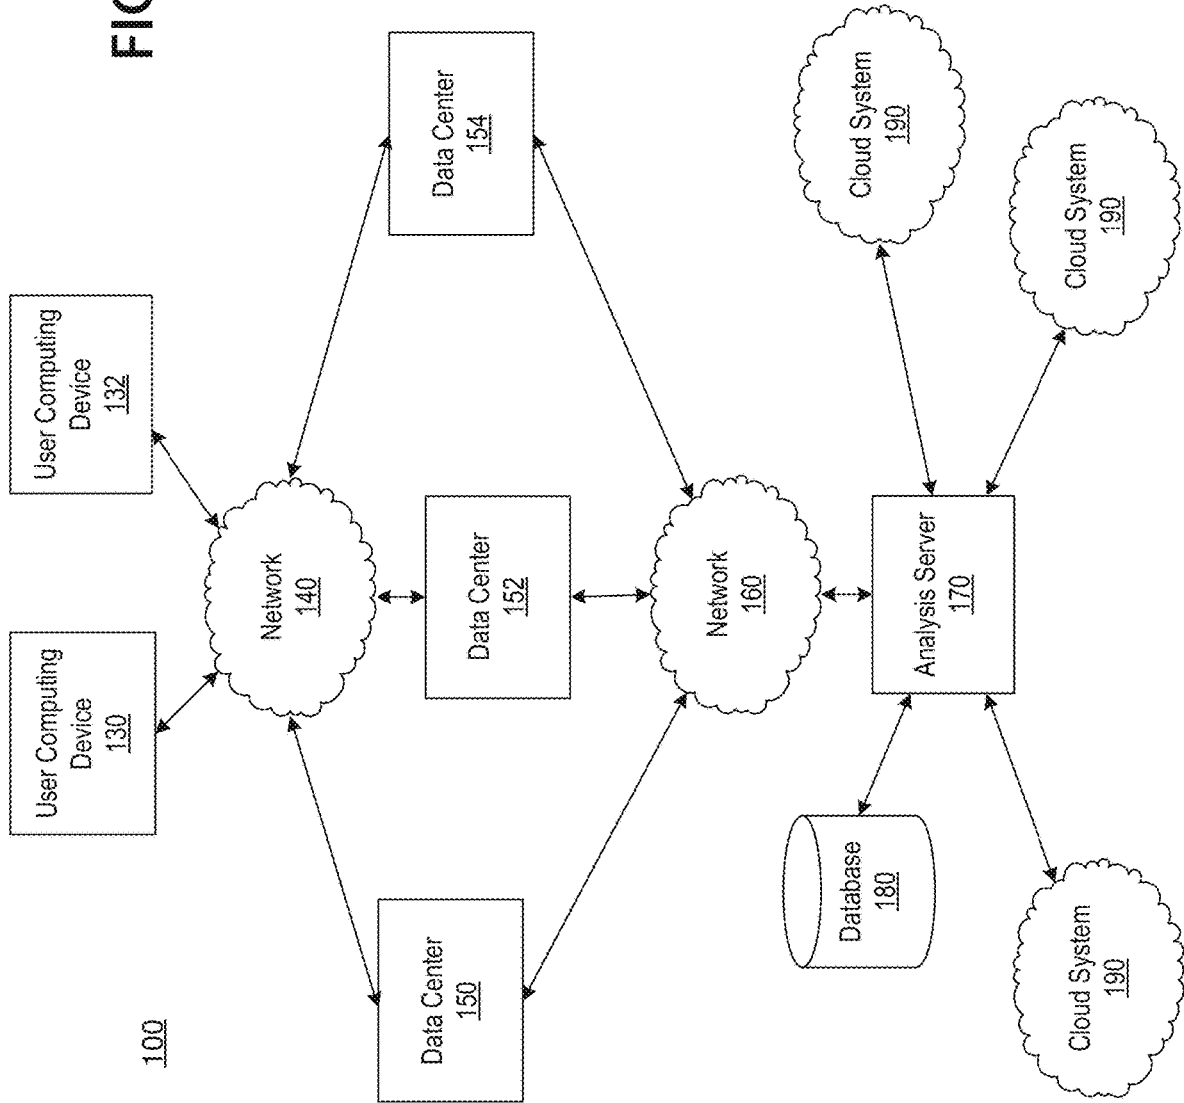 FIG
100
User Computing
Device
130
User Computing
Device
132
Network
140
Data Center
150
Data Center
152
Data Center
154
Network
160
Database
180
Analysis Server
170
Cloud System
190
Cloud System
190
Cloud System
190